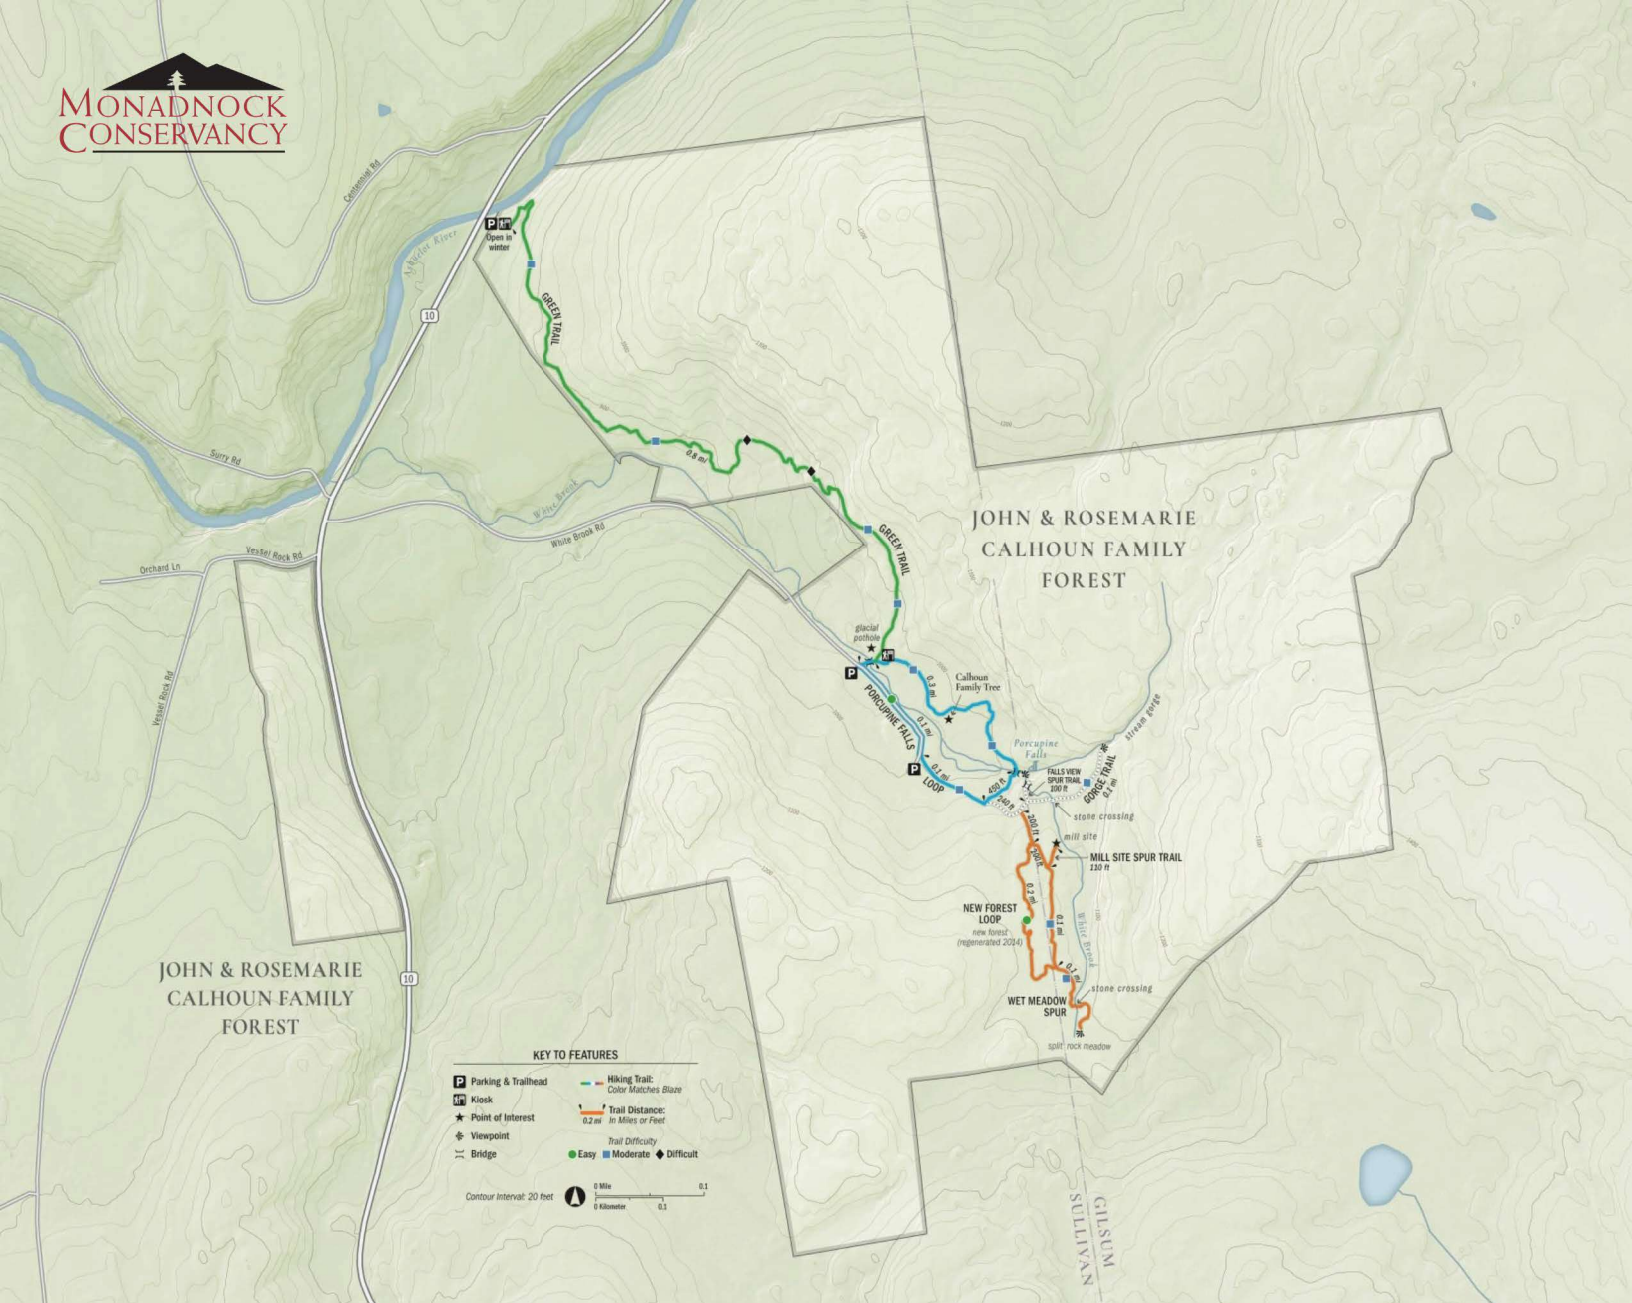 MONADNOCK
CONSERVANCY
Centennial Rd
Ashuelot River
Open in
winter
10
GREEN TRAIL
0.8 mi
Surry Rd
White Brook
White Brook Rd
Vessel Rock Rd
Orchard Ln
Vessel Rock Rd
GREEN TRAIL
JOHN & ROSEMARIE
CALHOUN FAMILY
FOREST
glacial
pothole
P
Calhoun
Family Tree
0.3 mi
PORCUPINE FALLS
LOOP
0.1 mi
P
0.1 mi
450 ft
240 ft
Porcupine
Falls
stream gorge
FALLS VIEW
SPUR TRAIL
100 ft
GORGE TRAIL
0.1 mi
stone crossing
200 ft
mill site
200 ft
MILL SITE SPUR TRAIL
110 ft
0.2 mi
NEW FOREST
LOOP
new forest
(regenerated 2014)
0.1 mi
White Brook
0.1 mi
stone crossing
WET MEADOW
SPUR
split rock meadow
JOHN & ROSEMARIE
CALHOUN FAMILY
FOREST
10
KEY TO FEATURES
P Parking & Trailhead
Kiosk
Point of Interest
Viewpoint
Bridge
Hiking Trail:
Color Matches Blaze
Trail Distance:
0.2 mi In Miles or Feet
Trail Difficulty
Easy Moderate Difficult
Contour Interval: 20 feet
0 Mile 0.1
0 Kilometer 0.1
GILSUM
SULLIVAN